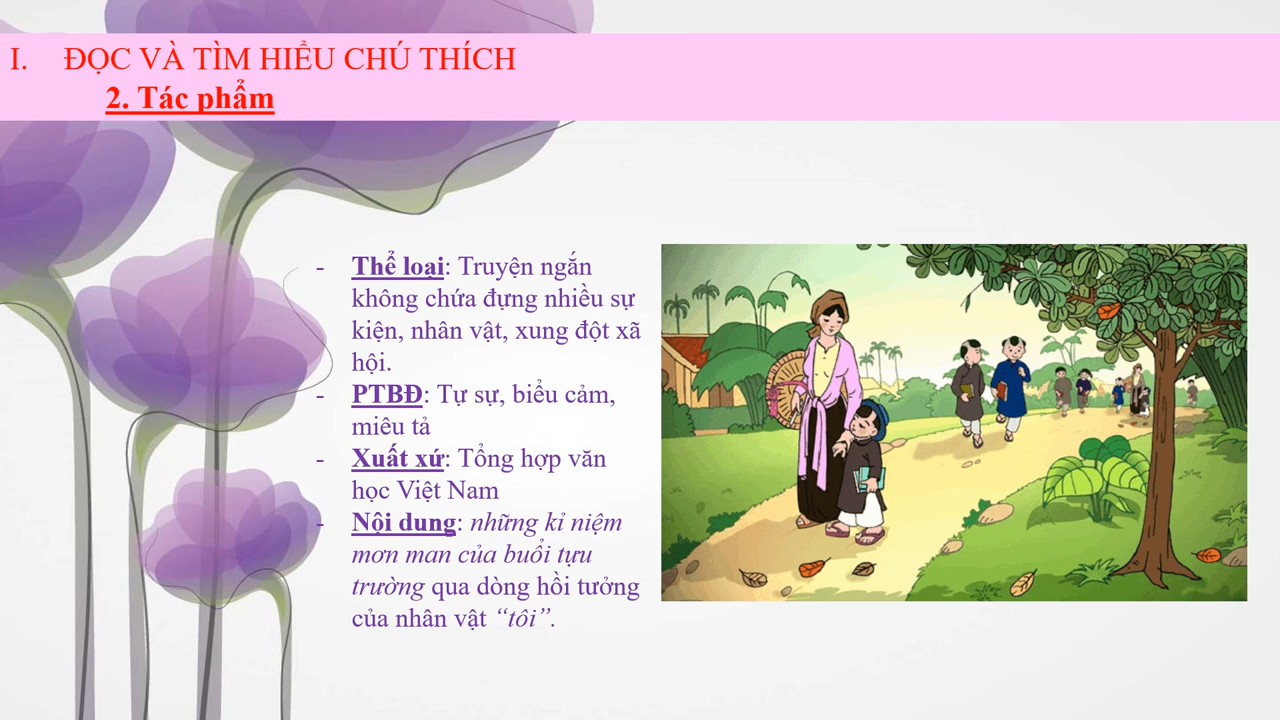 I. ĐỌC VÀ TÌM HIỂU CHÚ THÍCH
2. Tác phẩm
- Thể loại: Truyện ngắn
không chứa đựng nhiều sự
kiện, nhân vật, xung đột xã
hội.
- PTBĐ: Tự sự, biểu cảm,
miêu tả
- Xuất xứ: Tổng hợp văn
học Việt Nam
- Nội dung: những kỉ niệm
mơn man của buổi tựu
trường qua dòng hồi tưởng
của nhân vật “tôi”.